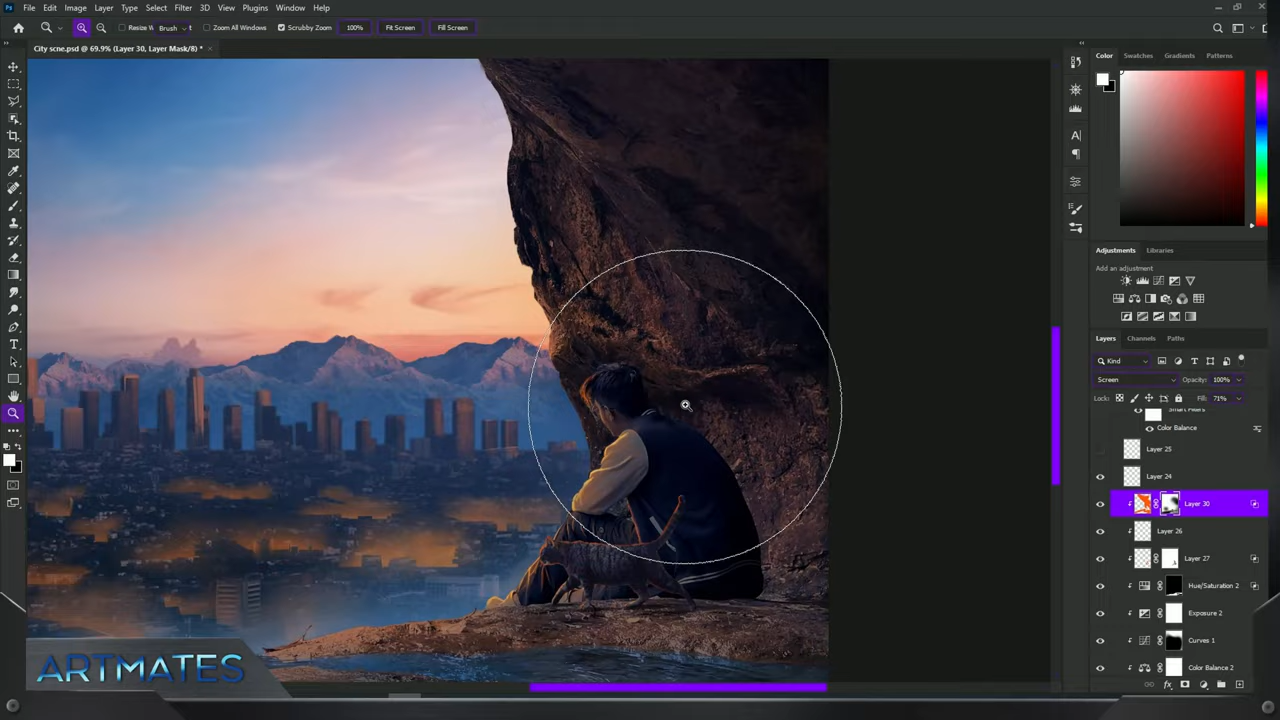 File Edit Image Layer Type Select Filter 3D View Plugins Window Help
Brush Zoom All Windows Scrubby Zoom 100% Fit Screen Fill Screen
City scne.psd @ 69.9% (Layer 30, Layer Mask/8) *
Color Swatches Gradients Patterns
Adjustments Libraries
Add an adjustment
Layers Channels Paths
Kind
Screen Opacity: 100%
Lock: Fill: 71%
Smart Filters
Color Balance
Layer 25
Layer 24
Layer 30
Layer 26
Layer 27
Hue/Saturation 2
Exposure 2
Curves 1
Color Balance 2
ARTMATES